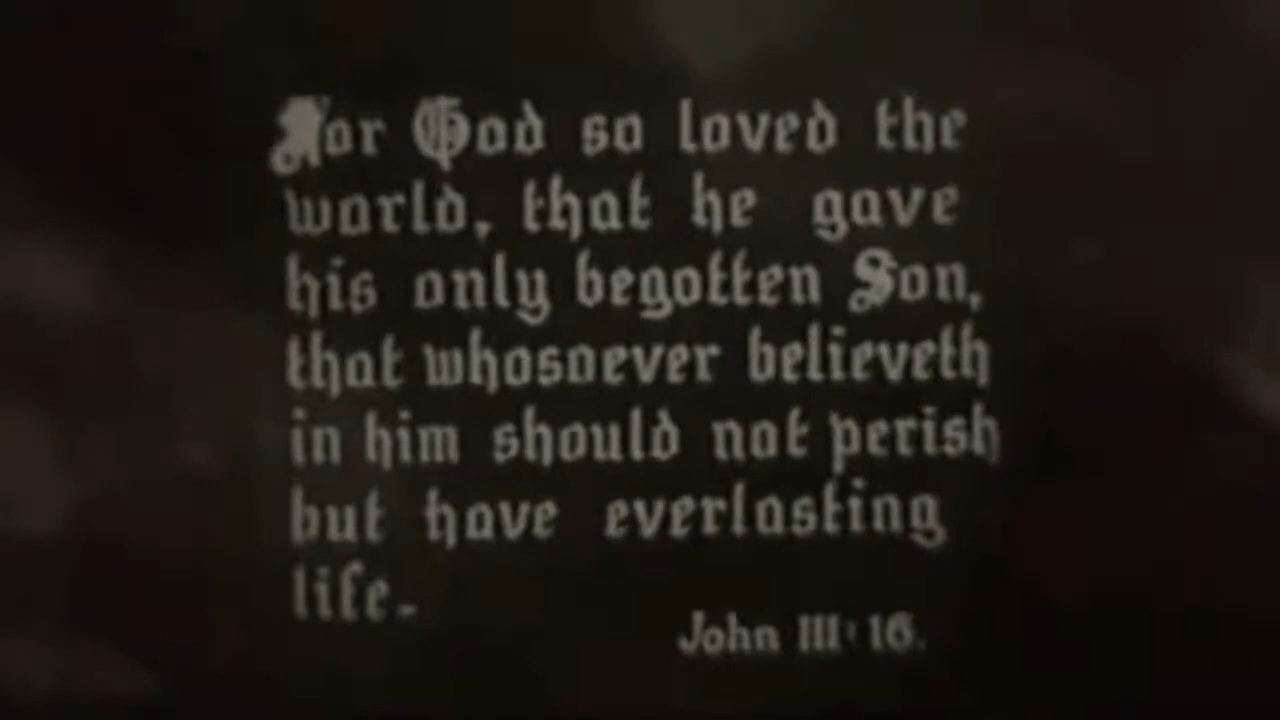 For God so loved the
world, that he gave
his only begotten Son,
that whosoever believeth
in him should not perish
but have everlasting
life.
John III: 16.